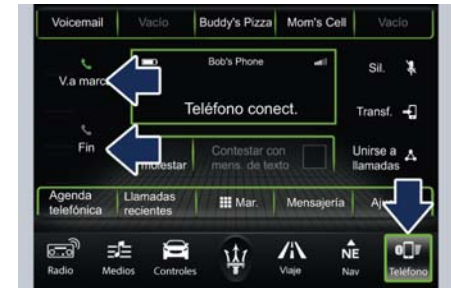 Voicemail
Vacío
Buddy's Pizza
Mom's Cell
Vacío
Bob's Phone
V.a marc
Sil.
Teléfono conect.
Transf.
Fin
molestar
Contestar con
mens. de texto
Unirse a
llamadas
Agenda
telefónica
Llamadas
recientes
Mar.
Mensajería
Aj
Radio
Medios
Controles
Viaje
NE
Nav
Teléfono